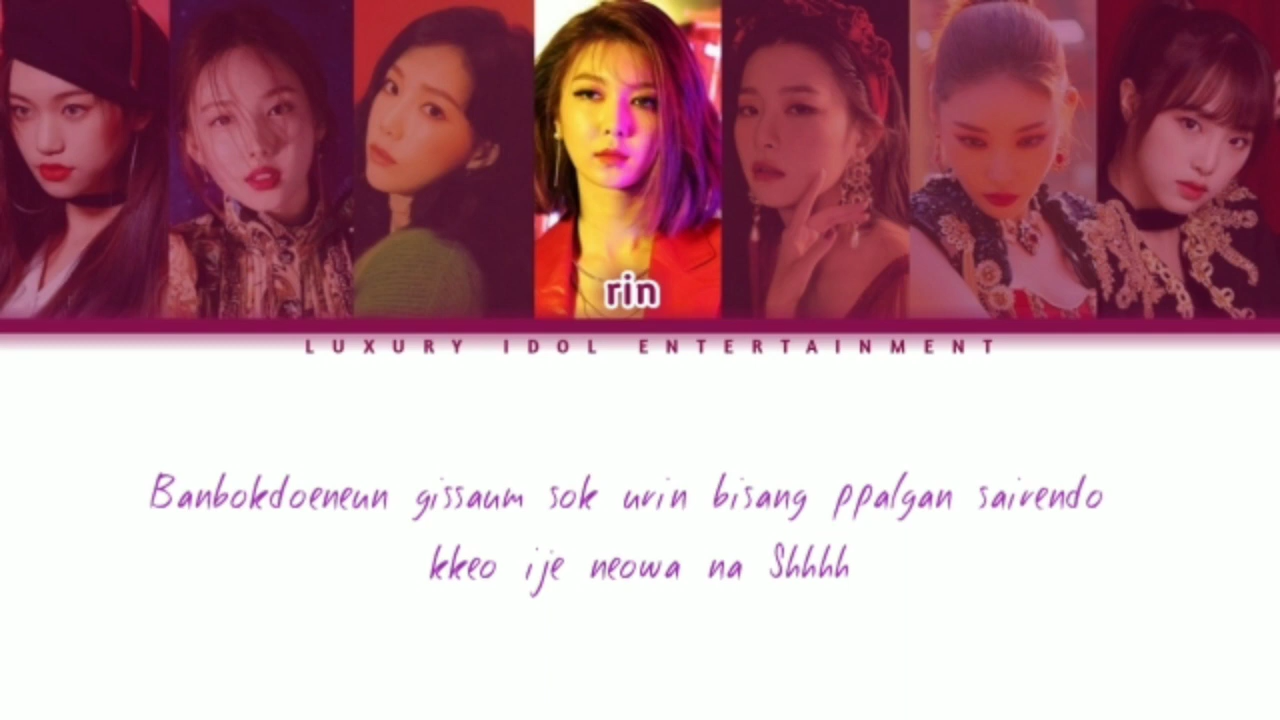 rin
LUXURY IDOL ENTERTAINMENT
Banbokdoeneun gissaum sok urin bisang ppalgan sairendo
kkeo ije neowa na Shhhh